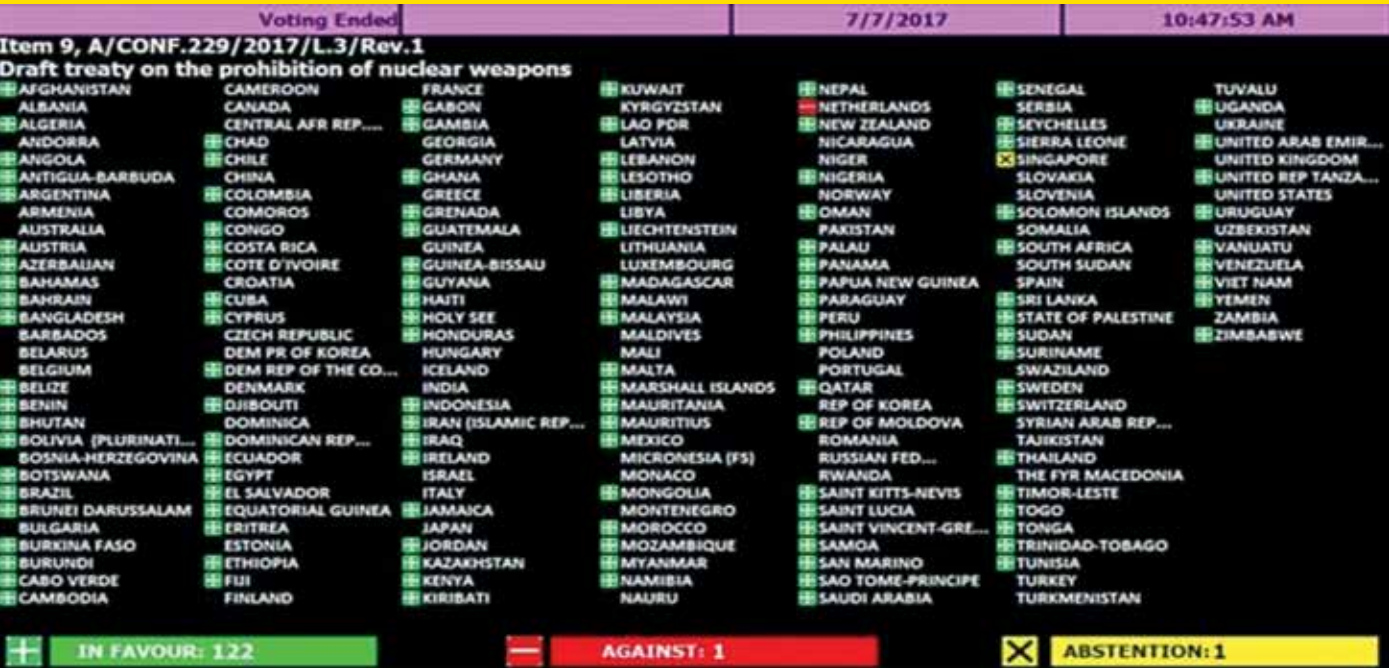 Voting Ended
7/7/2017
10:47:53 AM
Item 9, A/CONF.229/2017/L.3/Rev.1
Draft treaty on the prohibition of nuclear weapons
AFGHANISTAN
ALBANIA
ALGERIA
ANDORRA
ANGOLA
ANTIGUA-BARBUDA
ARGENTINA
ARMENIA
AUSTRALIA
AUSTRIA
AZERBAIJAN
BAHAMAS
BAHRAIN
BANGLADESH
BARBADOS
BELARUS
BELGIUM
BELIZE
BENIN
BHUTAN
BOLIVIA (PLURINATI...
BOSNIA-HERZEGOVINA
BOTSWANA
BRAZIL
BRUNEI DARUSSALAM
BULGARIA
BURKINA FASO
BURUNDI
CABO VERDE
CAMBODIA
CAMEROON
CANADA
CENTRAL AFR REP....
CHAD
CHILE
CHINA
COLOMBIA
COMOROS
CONGO
COSTA RICA
COTE D'IVOIRE
CROATIA
CUBA
CYPRUS
CZECH REPUBLIC
DEM PR OF KOREA
DEM REP OF THE CO...
DENMARK
DJIBOUTI
DOMINICA
DOMINICAN REP...
ECUADOR
EGYPT
EL SALVADOR
EQUATORIAL GUINEA
ERITREA
ESTONIA
ETHIOPIA
FIJI
FINLAND
FRANCE
GABON
GAMBIA
GEORGIA
GERMANY
GHANA
GREECE
GRENADA
GUATEMALA
GUINEA
GUINEA-BISSAU
GUYANA
HAITI
HOLY SEE
HONDURAS
HUNGARY
ICELAND
INDIA
INDONESIA
IRAN (ISLAMIC REP...
IRAQ
IRELAND
ISRAEL
ITALY
JAMAICA
JAPAN
JORDAN
KAZAKHSTAN
KENYA
KIRIBATI
KUWAIT
KYRGYZSTAN
LAO PDR
LATVIA
LEBANON
LESOTHO
LIBERIA
LIBYA
LIECHTENSTEIN
LITHUANIA
LUXEMBOURG
MADAGASCAR
MALAWI
MALAYSIA
MALDIVES
MALI
MALTA
MARSHALL ISLANDS
MAURITANIA
MAURITIUS
MEXICO
MICRONESIA (FS)
MONACO
MONGOLIA
MONTENEGRO
MOROCCO
MOZAMBIQUE
MYANMAR
NAMIBIA
NAURU
NEPAL
NETHERLANDS
NEW ZEALAND
NICARAGUA
NIGER
NIGERIA
NORWAY
OMAN
PAKISTAN
PALAU
PANAMA
PAPUA NEW GUINEA
PARAGUAY
PERU
PHILIPPINES
POLAND
PORTUGAL
QATAR
REP OF KOREA
REP OF MOLDOVA
ROMANIA
RUSSIAN FED...
RWANDA
SAINT KITTS-NEVIS
SAINT LUCIA
SAINT VINCENT-GRE...
SAMOA
SAN MARINO
SAO TOME-PRINCIPE
SAUDI ARABIA
SENEGAL
SERBIA
SEYCHELLES
SIERRA LEONE
SINGAPORE
SLOVAKIA
SLOVENIA
SOLOMON ISLANDS
SOMALIA
SOUTH AFRICA
SOUTH SUDAN
SPAIN
SRI LANKA
STATE OF PALESTINE
SUDAN
SURINAME
SWAZILAND
SWEDEN
SWITZERLAND
SYRIAN ARAB REP...
TAJIKISTAN
THAILAND
THE FYR MACEDONIA
TIMOR-LESTE
TOGO
TONGA
TRINIDAD-TOBAGO
TUNISIA
TURKEY
TURKMENISTAN
TUVALU
UGANDA
UKRAINE
UNITED ARAB EMIR...
UNITED KINGDOM
UNITED REP TANZA...
UNITED STATES
URUGUAY
UZBEKISTAN
VANUATU
VENEZUELA
VIET NAM
YEMEN
ZAMBIA
ZIMBABWE
IN FAVOUR: 122
AGAINST: 1
ABSTENTION: 1